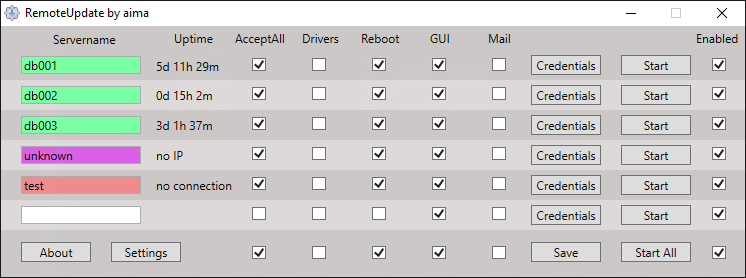 RemoteUpdate by aima
Servername Uptime AcceptAll Drivers Reboot GUI Mail Enabled
db001 5d 11h 29m Credentials Start
db002 0d 15h 2m Credentials Start
db003 3d 1h 37m Credentials Start
unknown no IP Credentials Start
test no connection Credentials Start
Credentials Start
About Settings Save Start All